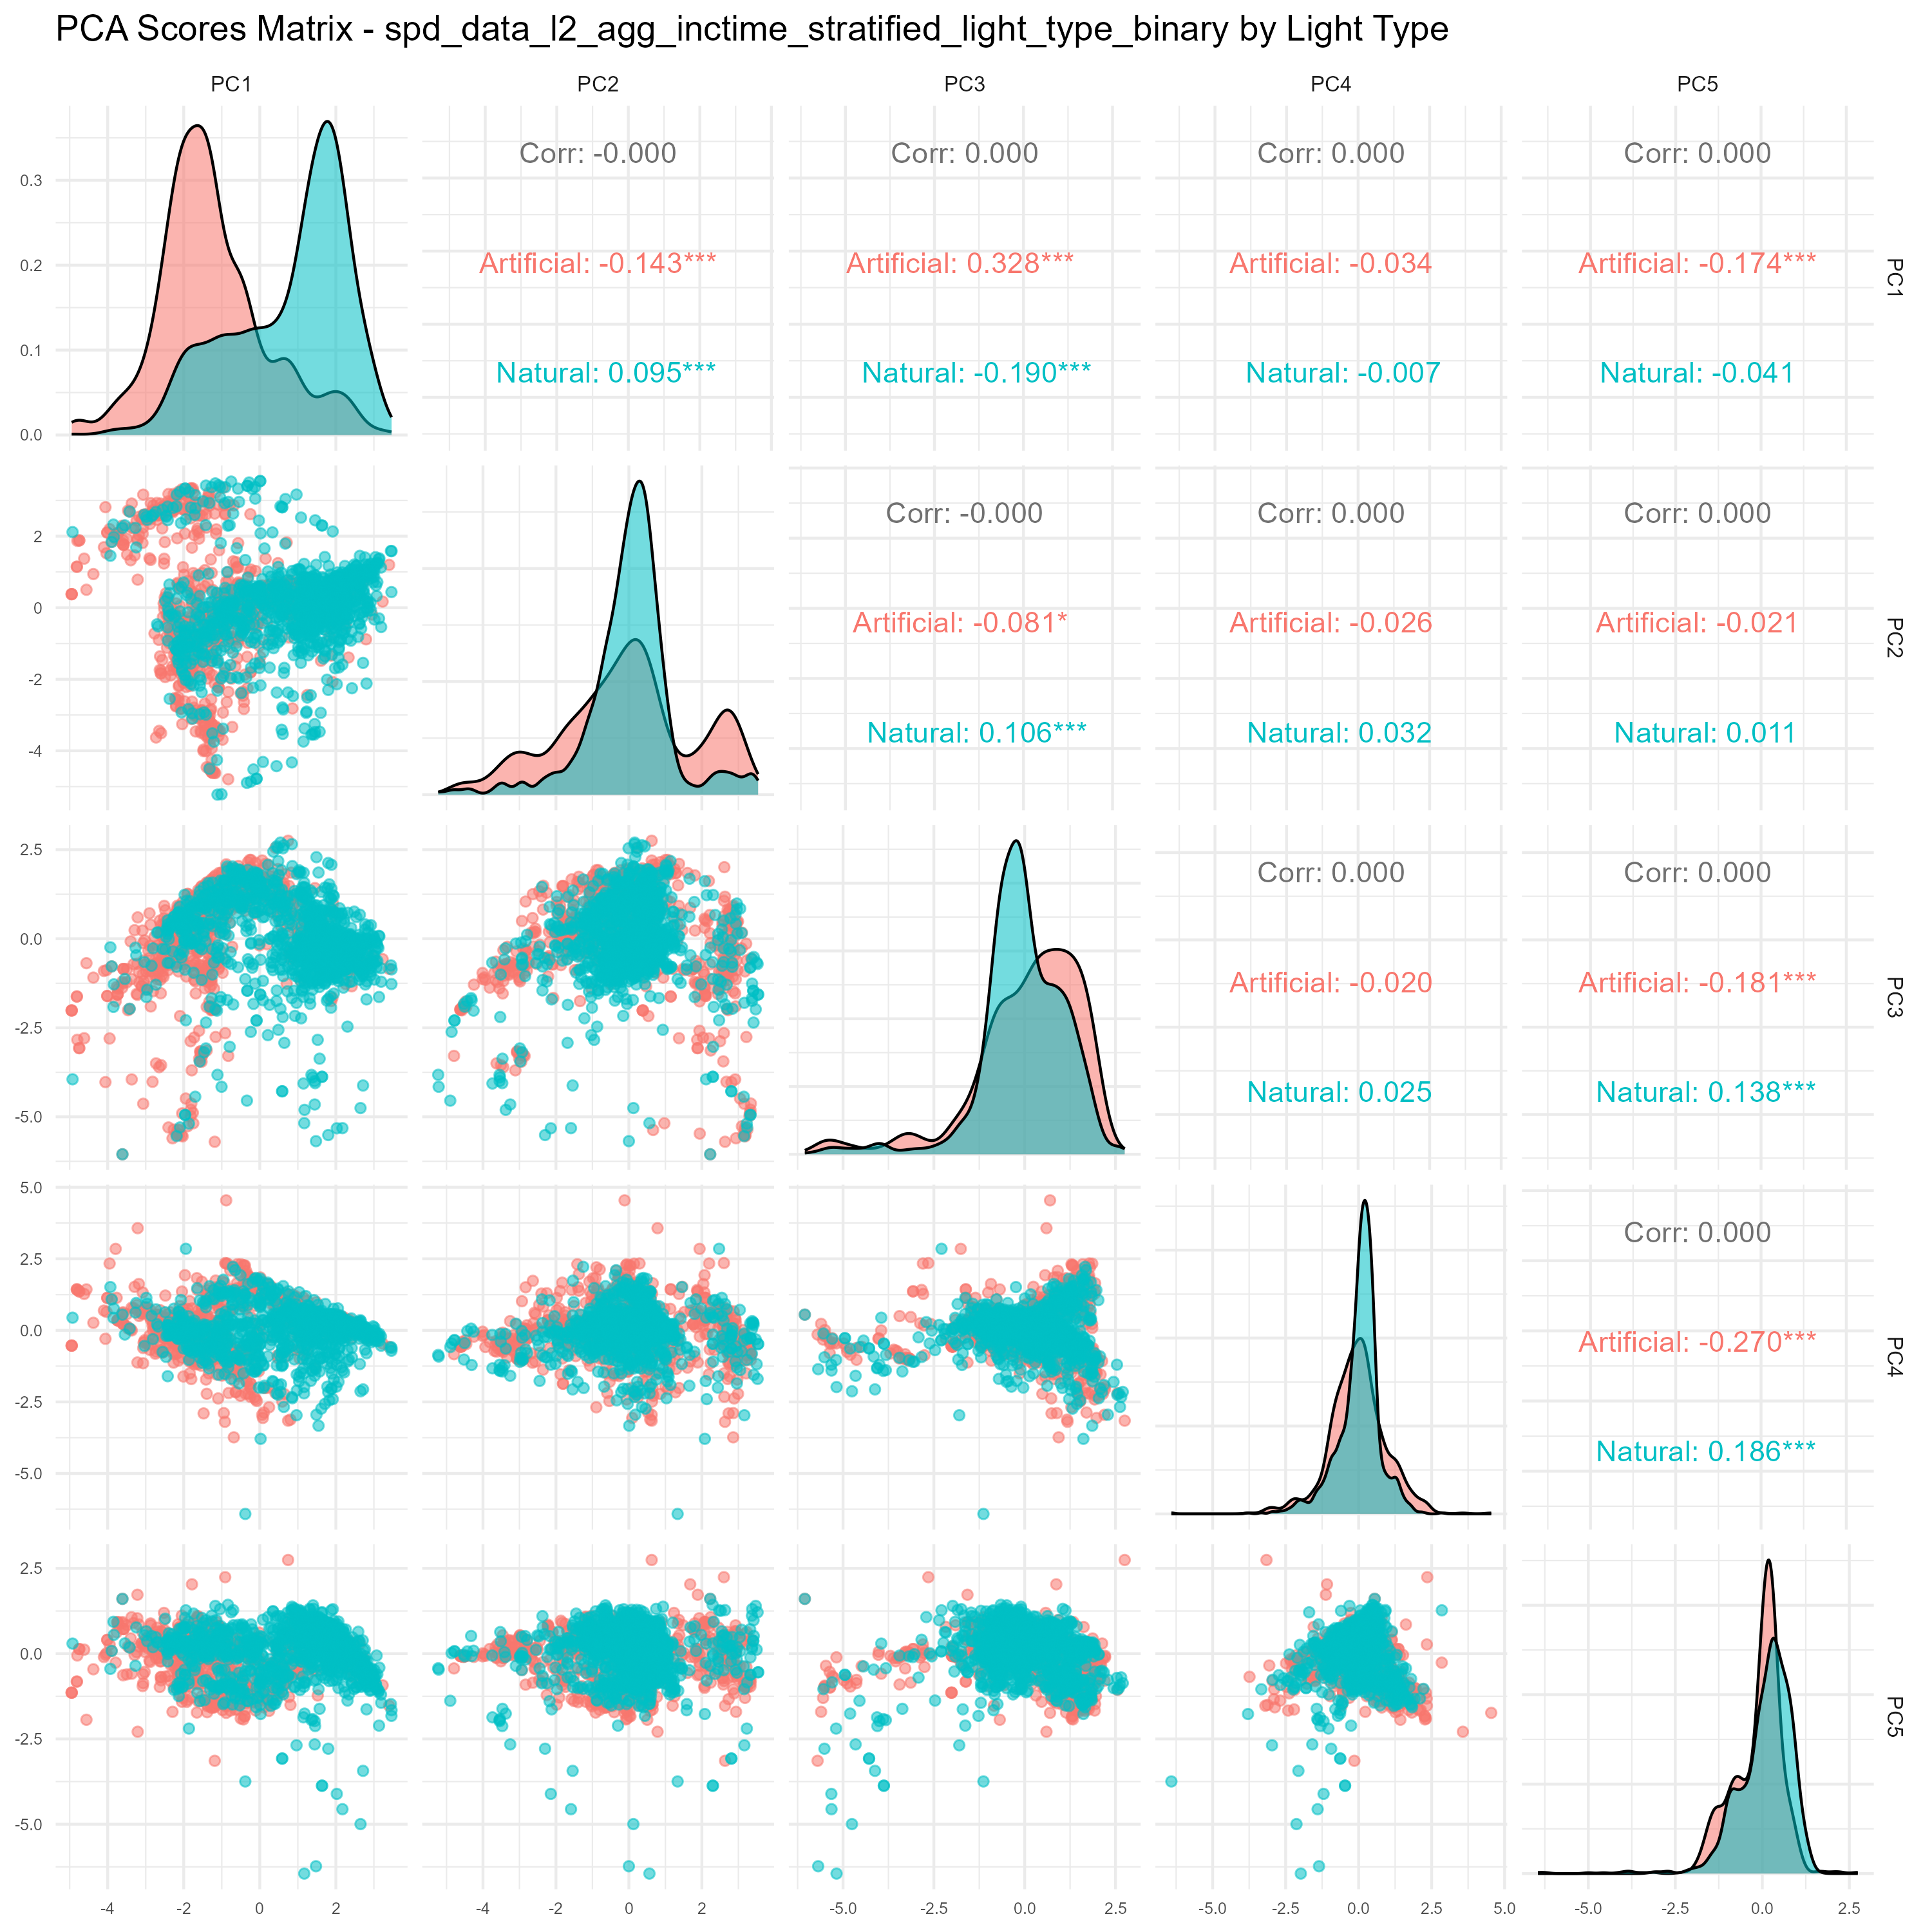 PCA Scores Matrix - spd_data_l2_agg_inctime_stratified_light_type_binary by Light Type
PC1 PC2 PC3 PC4 PC5
0.3
0.2
0.1
0.0
Corr: -0.000
Artificial: -0.143***
Natural: 0.095***
Corr: 0.000
Artificial: 0.328***
Natural: -0.190***
Corr: 0.000
Artificial: -0.034
Natural: -0.007
Corr: 0.000
Artificial: -0.174***
Natural: -0.041
PC1
2
0
-2
-4
Corr: -0.000
Artificial: -0.081*
Natural: 0.106***
Corr: 0.000
Artificial: -0.026
Natural: 0.032
Corr: 0.000
Artificial: -0.021
Natural: 0.011
PC2
2.5
0.0
-2.5
-5.0
Corr: 0.000
Artificial: -0.020
Natural: 0.025
Corr: 0.000
Artificial: -0.181***
Natural: 0.138***
PC3
5.0
2.5
0.0
-2.5
-5.0
Corr: 0.000
Artificial: -0.270***
Natural: 0.186***
PC4
2.5
0.0
-2.5
-5.0
PC5
-4 -2 0 2
-4 -2 0 2
-5.0 -2.5 0.0 2.5
-5.0 -2.5 0.0 2.5 5.0
-5.0 -2.5 0.0 2.5